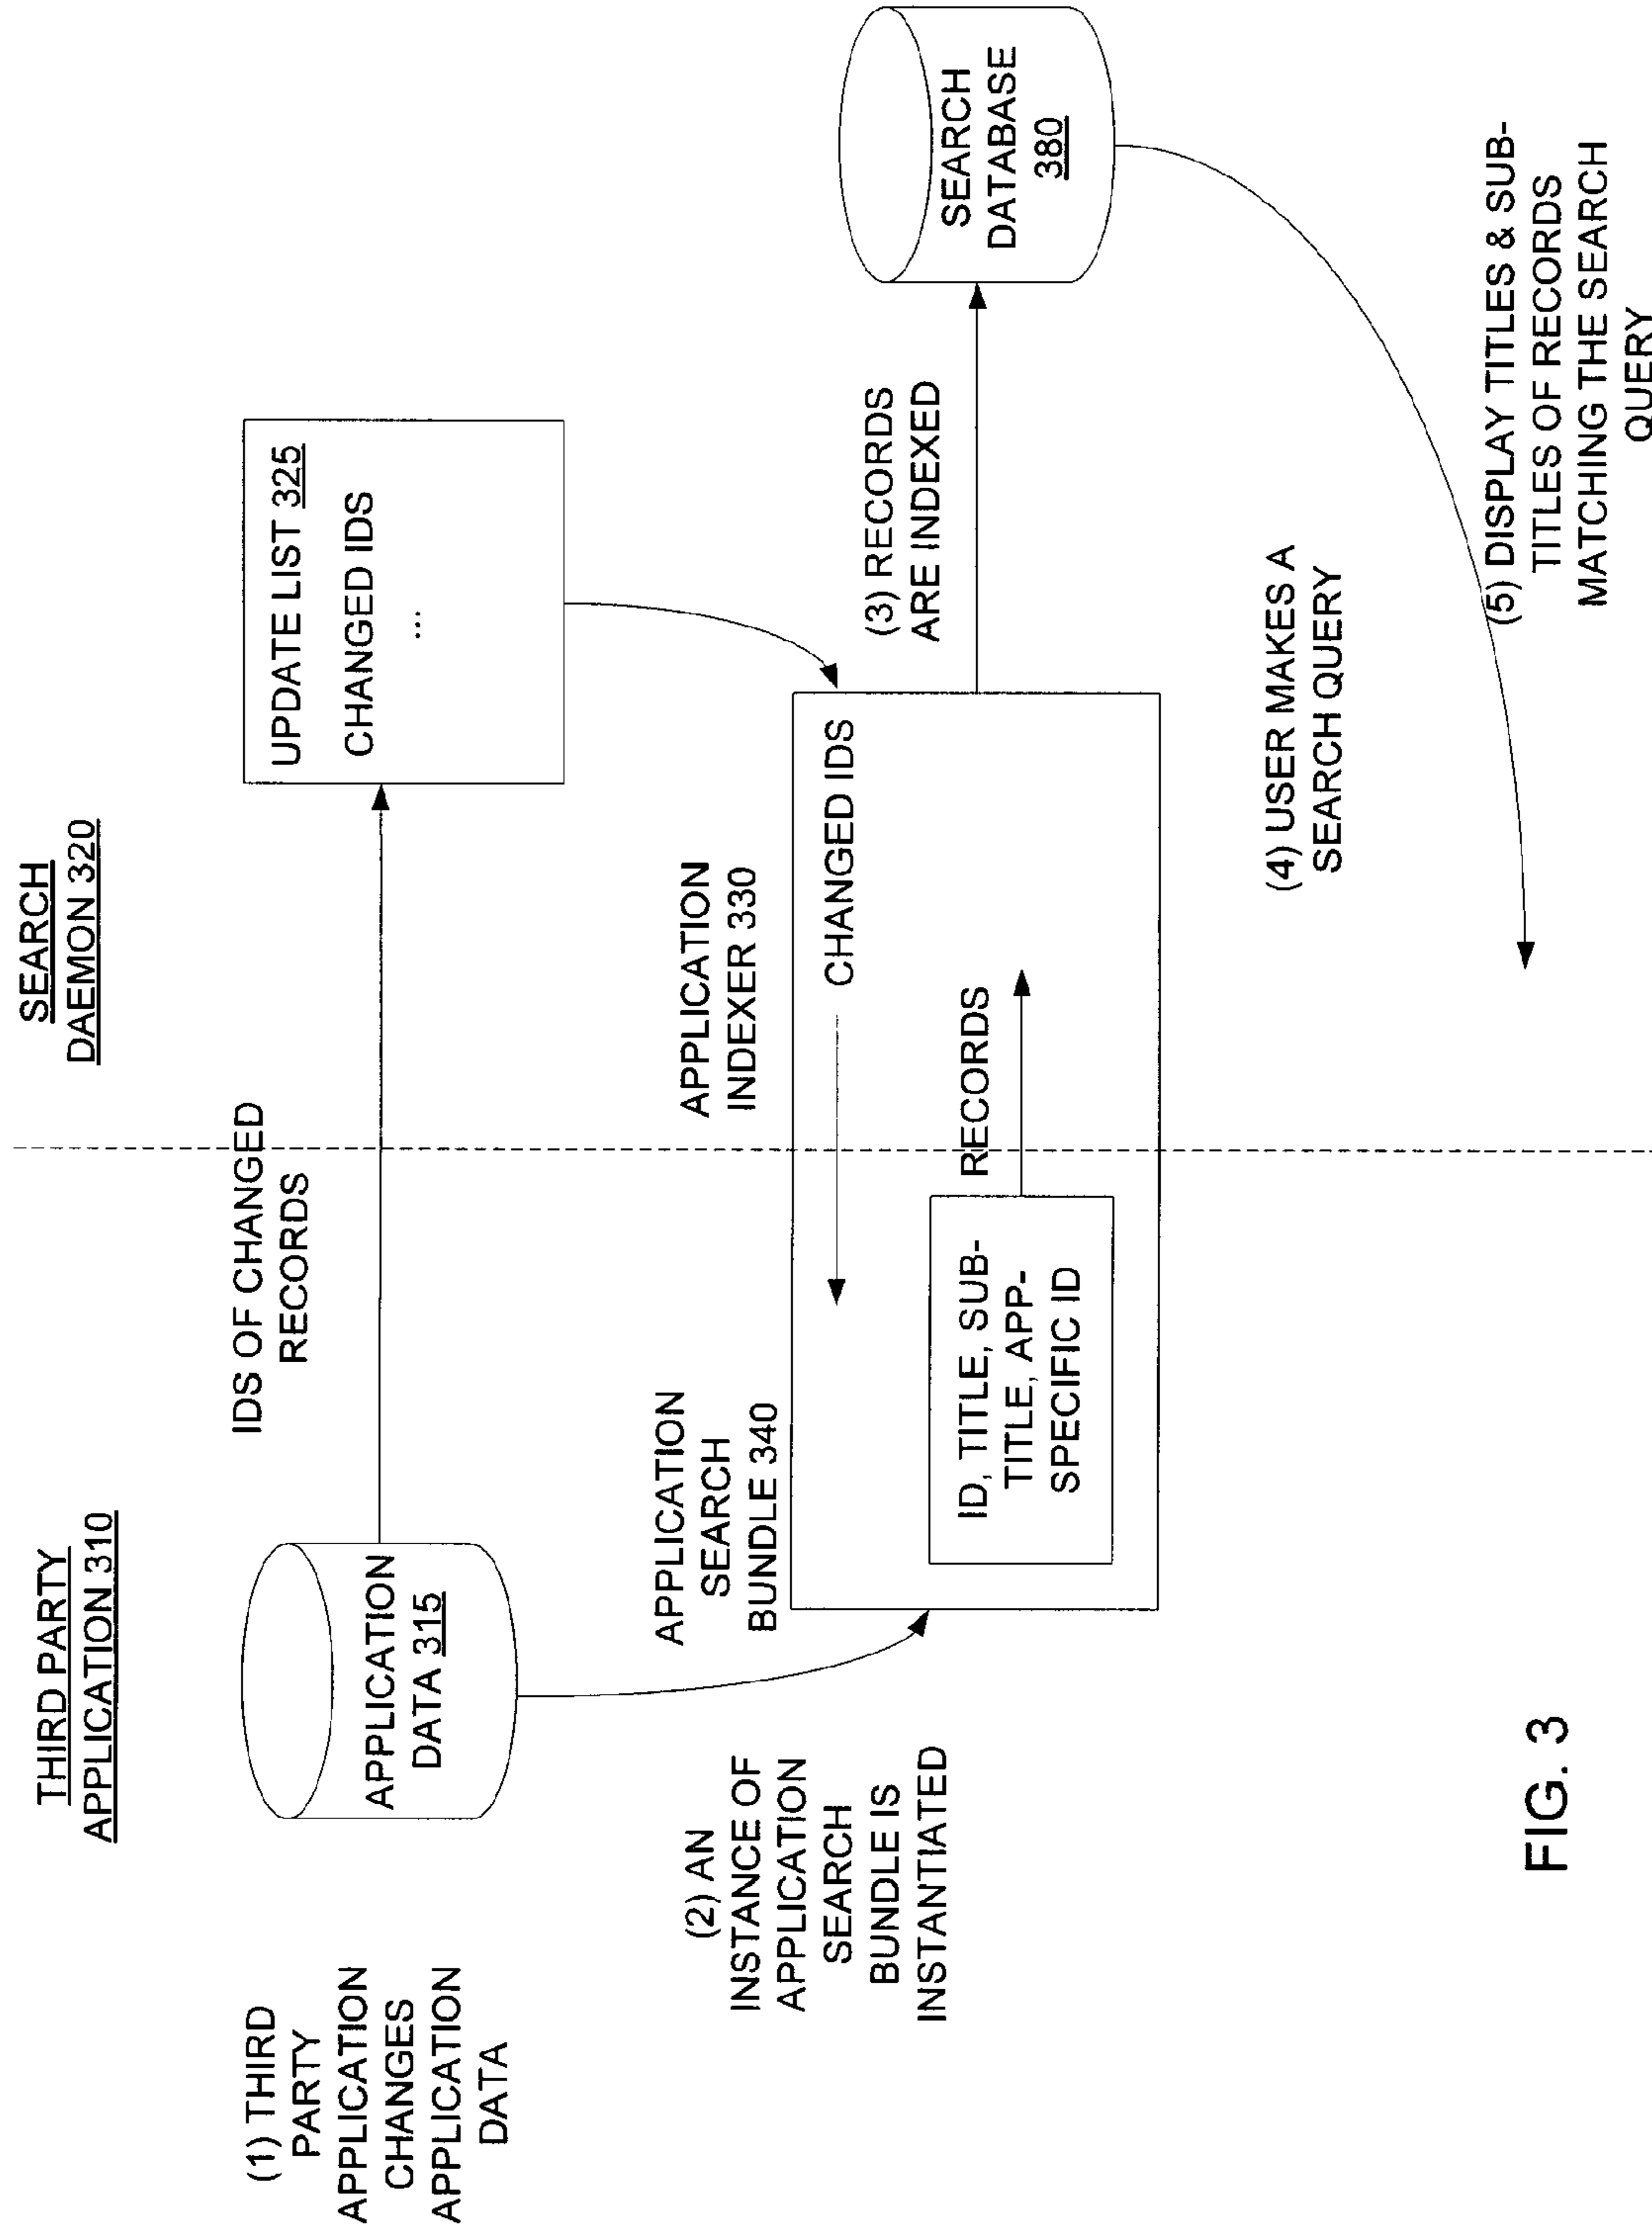 THIRD PARTY
APPLICATION 310
SEARCH
DAEMON 320
(1) THIRD
PARTY
APPLICATION
CHANGES
APPLICATION
DATA
APPLICATION
DATA 315
IDS OF CHANGED
RECORDS
UPDATE LIST 325
CHANGED IDS
...
(2) AN
INSTANCE OF
APPLICATION
SEARCH
BUNDLE IS
INSTANTIATED
APPLICATION
SEARCH
BUNDLE 340
APPLICATION
INDEXER 330
CHANGED IDS
ID, TITLE, SUB-
TITLE, APP-
SPECIFIC ID
RECORDS
(3) RECORDS
ARE INDEXED
SEARCH
DATABASE
380
(4) USER MAKES A
SEARCH QUERY
(5) DISPLAY TITLES & SUB-
TITLES OF RECORDS
MATCHING THE SEARCH
QUERY
FIG. 3